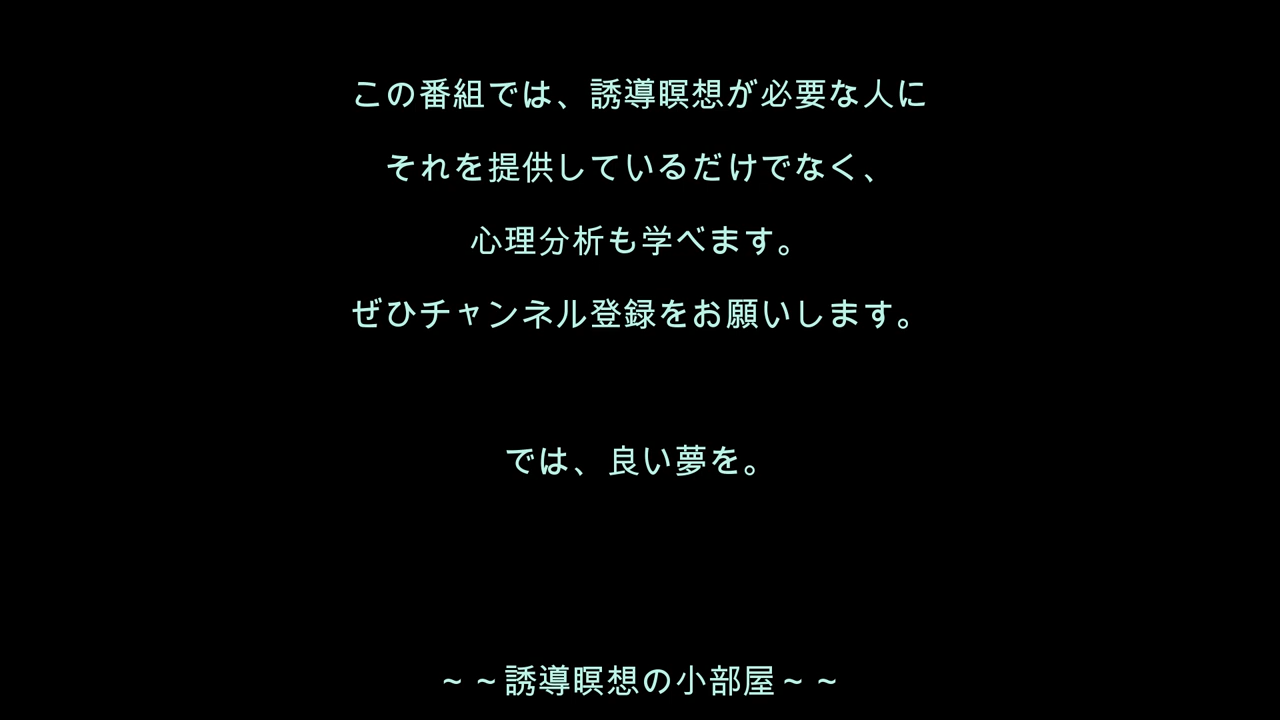 この番組では、誘導瞑想が必要な人に
それを提供しているだけでなく、
心理分析も学べます。
ぜひチャンネル登録をお願いします。
では、良い夢を。
~ ~誘導瞑想の小部屋~ ~